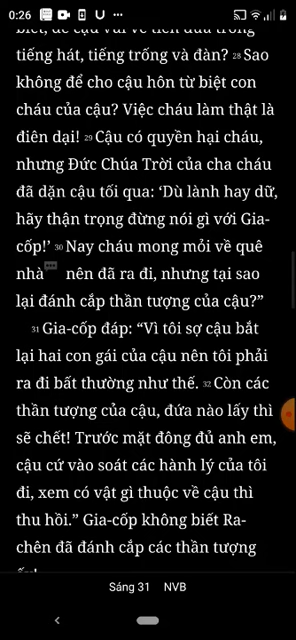 0:26
biệt, để cậu vui vẻ tiễn đưa trong
tiếng hát, tiếng trống và đàn? 28 Sao
không để cho cậu hôn từ biệt con
cháu của cậu? Việc cháu làm thật là
điên dại! 29 Cậu có quyền hại cháu,
nhưng Đức Chúa Trời của cha cháu
đã dặn cậu tối qua: ‘Dù lành hay dữ,
hãy thận trọng đừng nói gì với Gia-
cốp!’ 30 Nay cháu mong mỏi về quê
nhà nên đã ra đi, nhưng tại sao
lại đánh cắp thần tượng của cậu?”
31 Gia-cốp đáp: “Vì tôi sợ cậu bắt
lại hai con gái của cậu nên tôi phải
ra đi bất thường như thế. 32 Còn các
thần tượng của cậu, đứa nào lấy thì
sẽ chết! Trước mặt đông đủ anh em,
cậu cứ vào soát các hành lý của tôi
đi, xem có vật gì thuộc về cậu thì
thu hồi.” Gia-cốp không biết Ra-
chên đã đánh cắp các thần tượng
Sáng 31 NVB